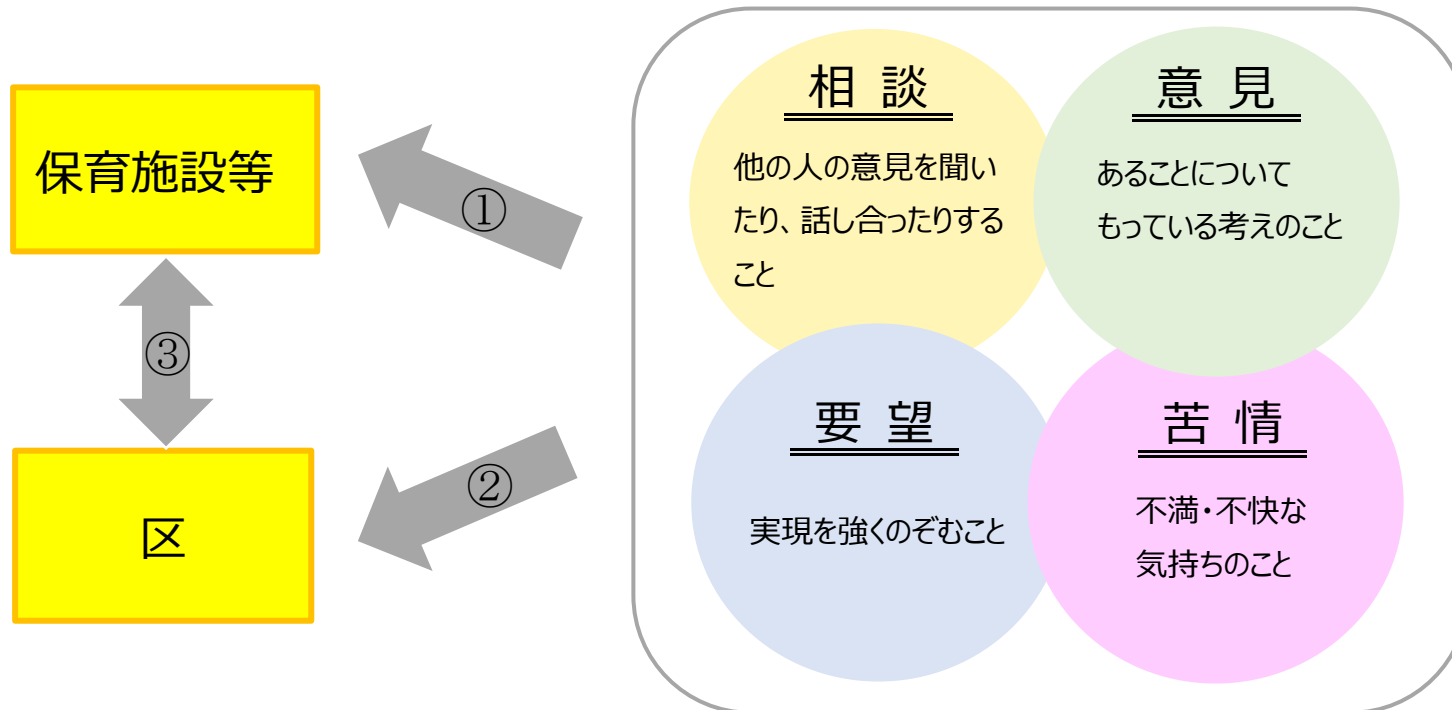 保育施設等
①
③
②
区
相談
他の人の意見を聞い
たり、話し合ったりする
こと
意見
あることについて
もっている考えのこと
要望
実現を強くのぞむこと
苦情
不満・不快な
気持ちのこと